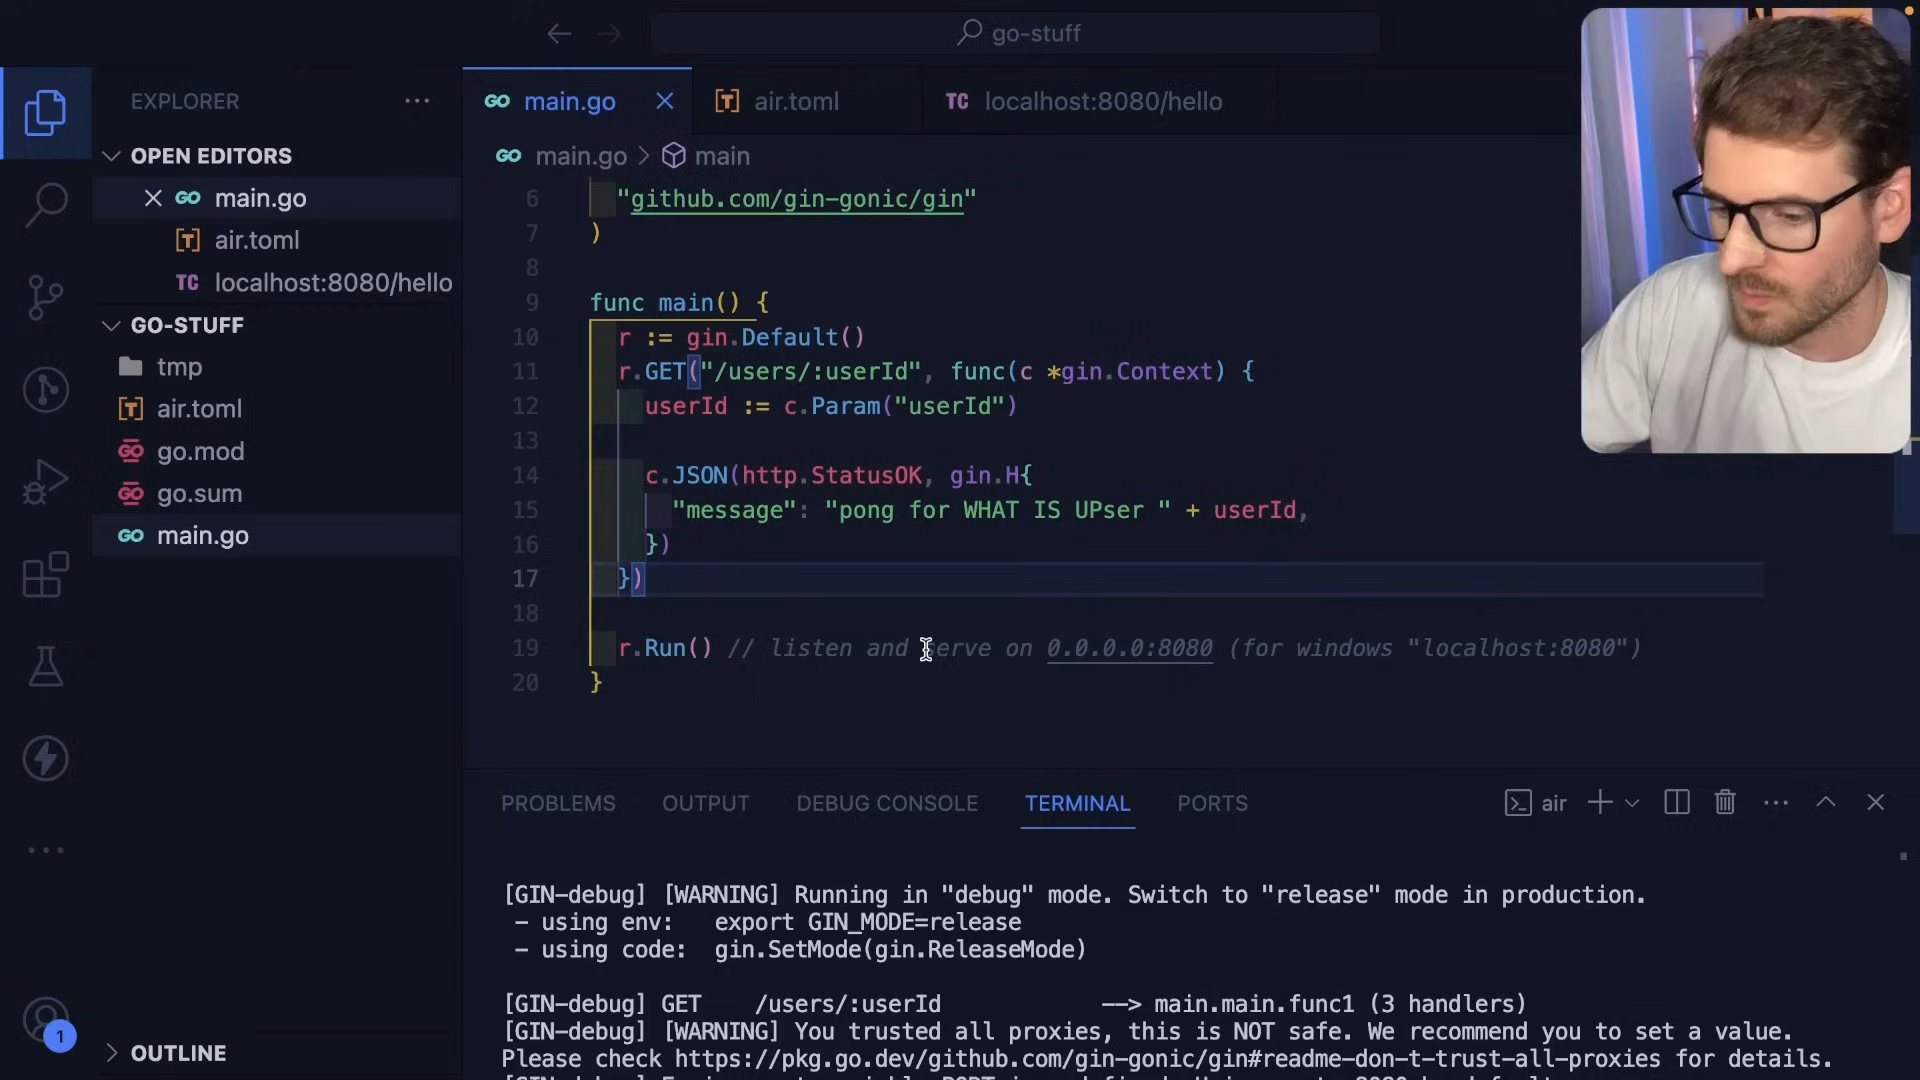 go-stuff
EXPLORER
OPEN EDITORS
main.go
air.toml
TC localhost:8080/hello
GO-STUFF
tmp
air.toml
go.mod
go.sum
main.go
OUTLINE
1
main.go
air.toml
TC localhost:8080/hello
main.go > main
6 "github.com/gin-gonic/gin"
7 )
8
9 func main() {
10 r := gin.Default()
11 r.GET("/users/:userId", func(c *gin.Context) {
12 userId := c.Param("userId")
13
14 c.JSON(http.StatusOK, gin.H{
15 "message": "pong for WHAT IS UPser " + userId,
16 })
17 })
18
19 r.Run() // listen and serve on 0.0.0.0:8080 (for windows "localhost:8080")
20 }
PROBLEMS OUTPUT DEBUG CONSOLE TERMINAL PORTS
air
[GIN-debug] [WARNING] Running in "debug" mode. Switch to "release" mode in production.
- using env: export GIN_MODE=release
- using code: gin.SetMode(gin.ReleaseMode)
[GIN-debug] GET /users/:userId --> main.main.func1 (3 handlers)
[GIN-debug] [WARNING] You trusted all proxies, this is NOT safe. We recommend you to set a value.
Please check https://pkg.go.dev/github.com/gin-gonic/gin#readme-don-t-trust-all-proxies for details.